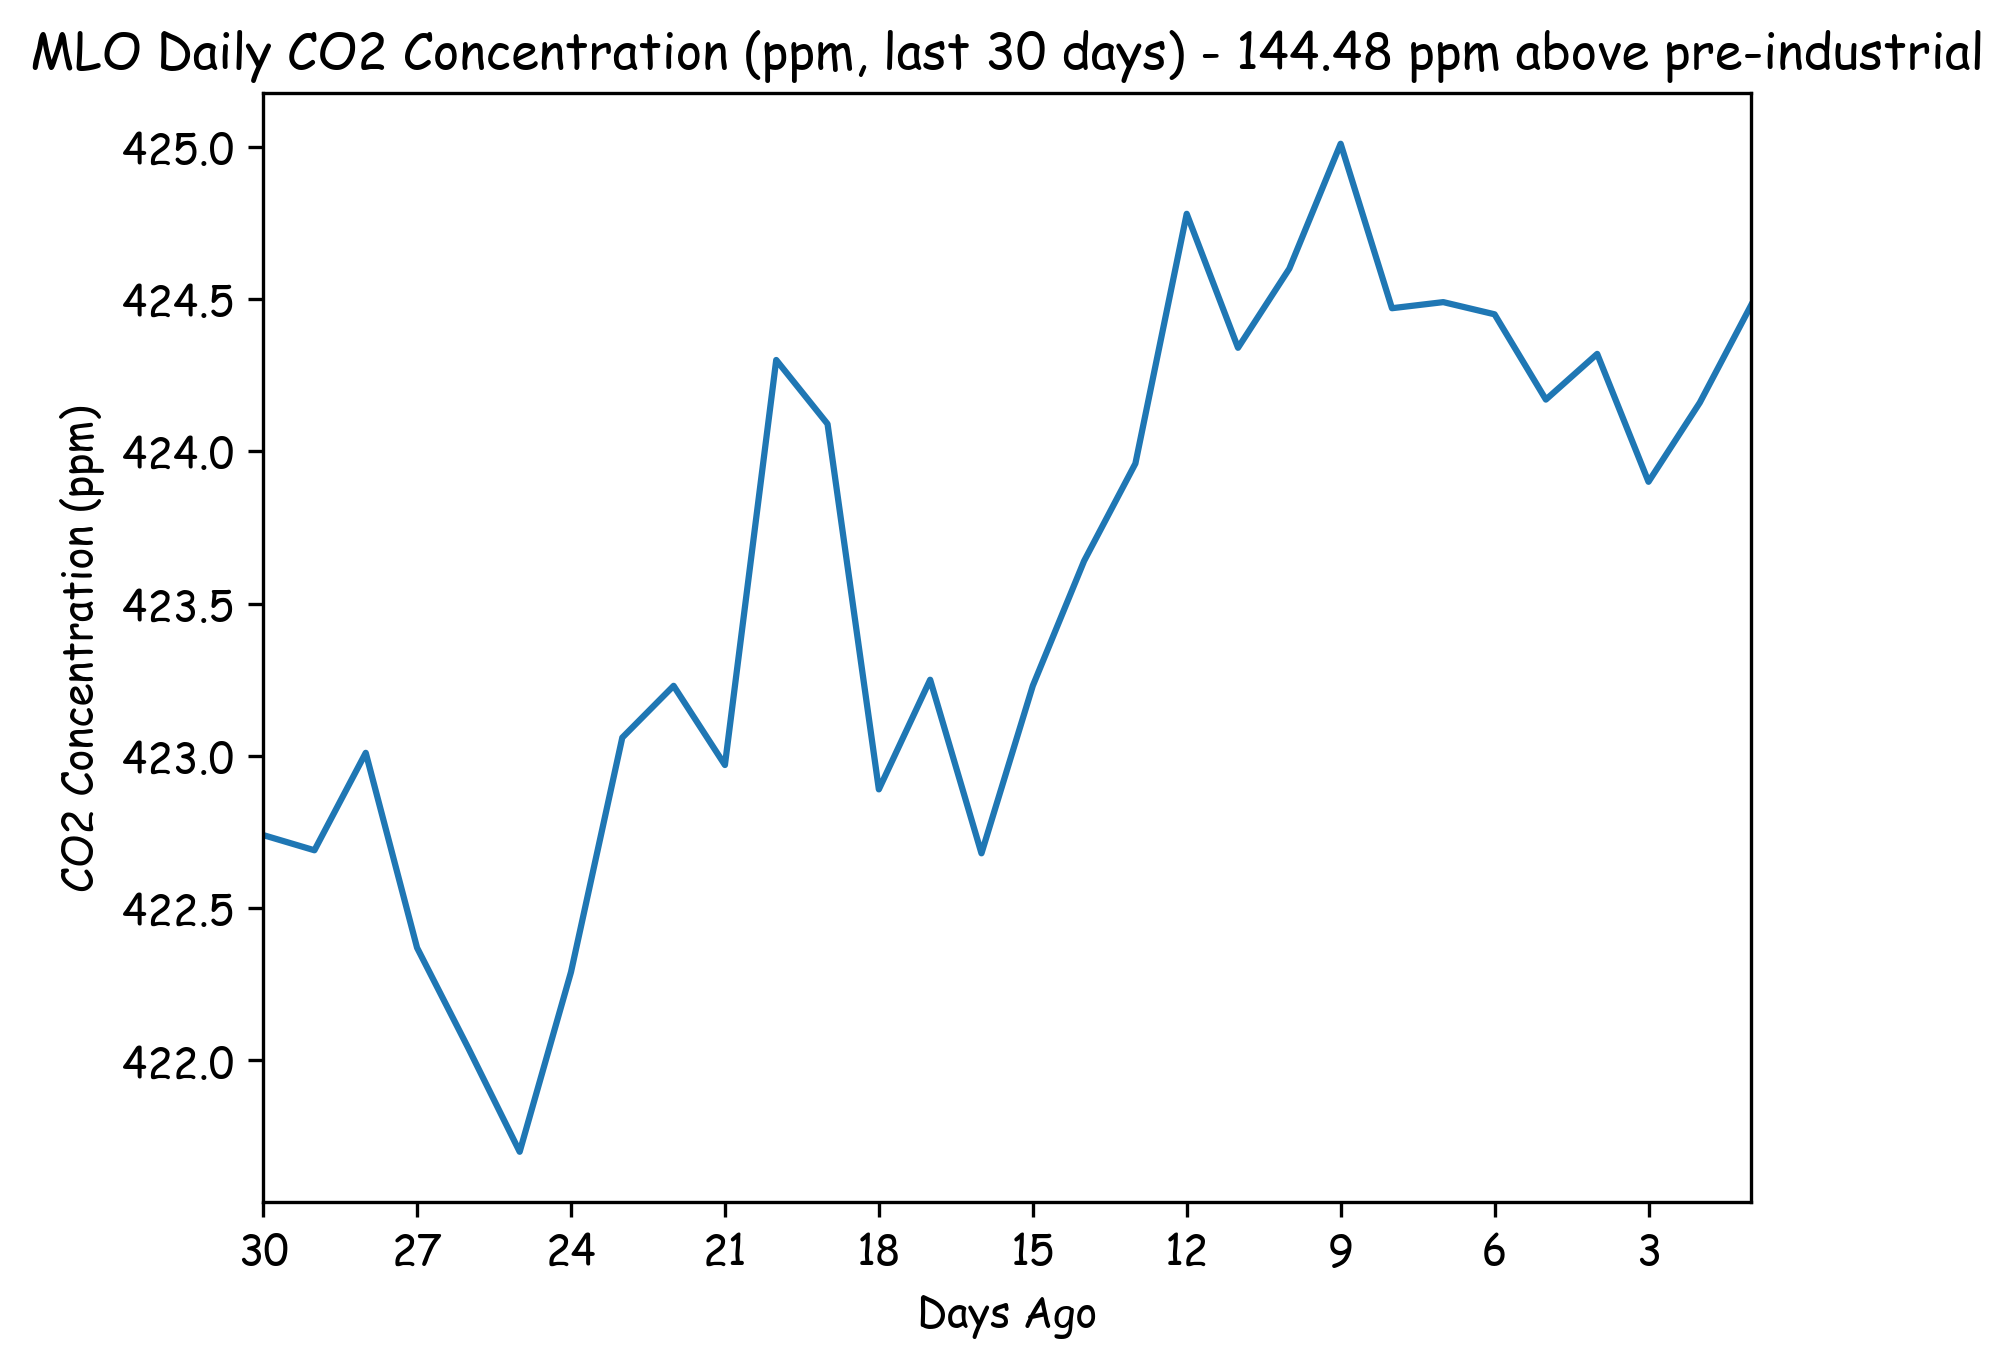 MLO Daily CO2 Concentration (ppm, last 30 days) - 144.48 ppm above pre-industrial
425.0
424.5
424.0
423.5
423.0
422.5
422.0
CO2 Concentration (ppm)
30 27 24 21 18 15 12 9 6 3
Days Ago